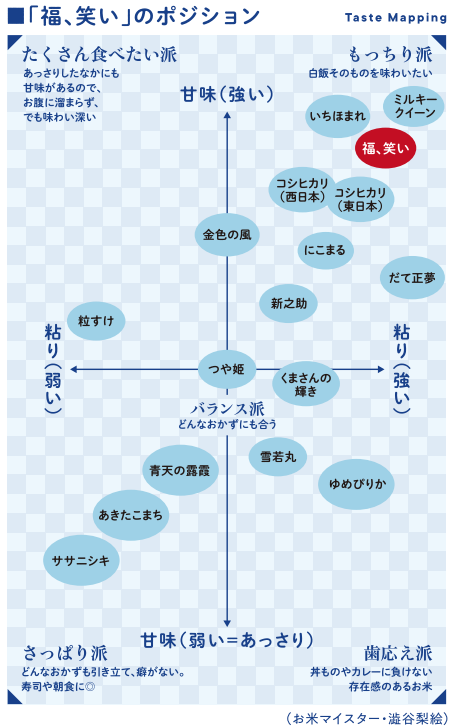 ■「福、笑い」のポジション
Taste Mapping
たくさん食べたい派
あっさりしたなかにも
甘味があるので、
お腹に溜まらず、
でも味わい深い
もっちり派
白飯そのものを味わいたい
甘味（強い）
ミルキー
クイーン
いちほまれ
福、笑い
コシヒカリ
（西日本）
コシヒカリ
（東日本）
金色の風
にこまる
だて正夢
新之助
粒すけ
粘り（弱い）
粘り（強い）
つや姫
くまさんの
輝き
バランス派
どんなおかずにも合う
雪若丸
青天の霹靂
ゆめぴりか
あきたこまち
ササニシキ
甘味（弱い＝あっさり）
さっぱり派
どんなおかずも引き立て、癖がない。
寿司や朝食に◎
歯応え派
丼ものやカレーに負けない
存在感のあるお米
（お米マイスター・澁谷梨絵）